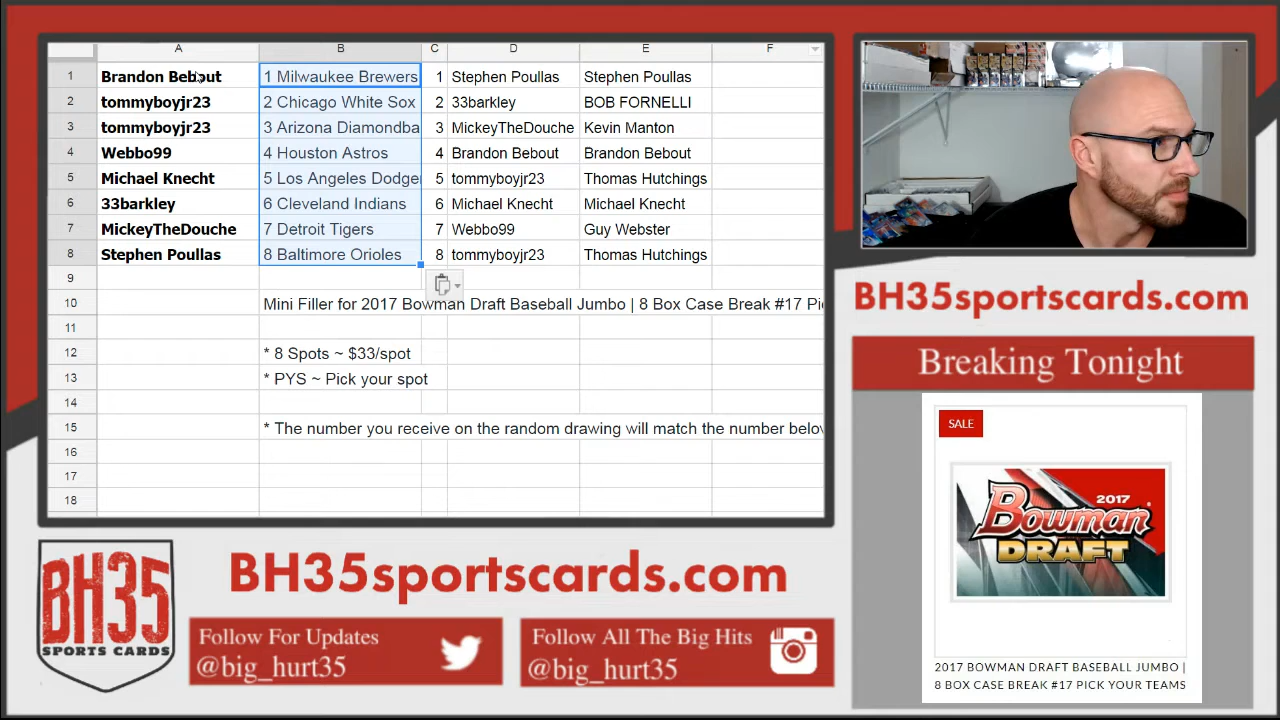 A B C D E F
1 Brandon Bebout 1 Milwaukee Brewers 1 Stephen Poullas Stephen Poullas
2 tommyboyjr23 2 Chicago White Sox 2 33barkley BOB FORNELLI
3 tommyboyjr23 3 Arizona Diamondba 3 MickeyTheDouche Kevin Manton
4 Webbo99 4 Houston Astros 4 Brandon Bebout Brandon Bebout
5 Michael Knecht 5 Los Angeles Dodge 5 tommyboyjr23 Thomas Hutchings
6 33barkley 6 Cleveland Indians 6 Michael Knecht Michael Knecht
7 MickeyTheDouche 7 Detroit Tigers 7 Webbo99 Guy Webster
8 Stephen Poullas 8 Baltimore Orioles 8 tommyboyjr23 Thomas Hutchings
9
10 Mini Filler for 2017 Bowman Draft Baseball Jumbo | 8 Box Case Break #17 Pi
11
12 * 8 Spots ~ $33/spot
13 * PYS ~ Pick your spot
14
15 * The number you receive on the random drawing will match the number belo
16
17
18
BH35sportscards.com
Breaking Tonight
SALE
2017
Bowman
DRAFT
2017 BOWMAN DRAFT BASEBALL JUMBO |
8 BOX CASE BREAK #17 PICK YOUR TEAMS
BH35
SPORTS CARDS
BH35sportscards.com
Follow For Updates
@big_hurt35
Follow All The Big Hits
@big_hurt35